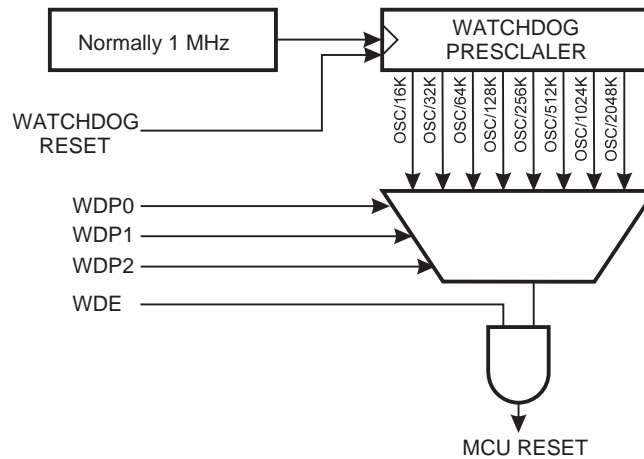 Normally 1 MHz
WATCHDOG
PRESCLALER
OSC/16K
OSC/32K
OSC/64K
OSC/128K
OSC/256K
OSC/512K
OSC/1024K
OSC/2048K
WATCHDOG
RESET
WDP0
WDP1
WDP2
WDE
MCU RESET